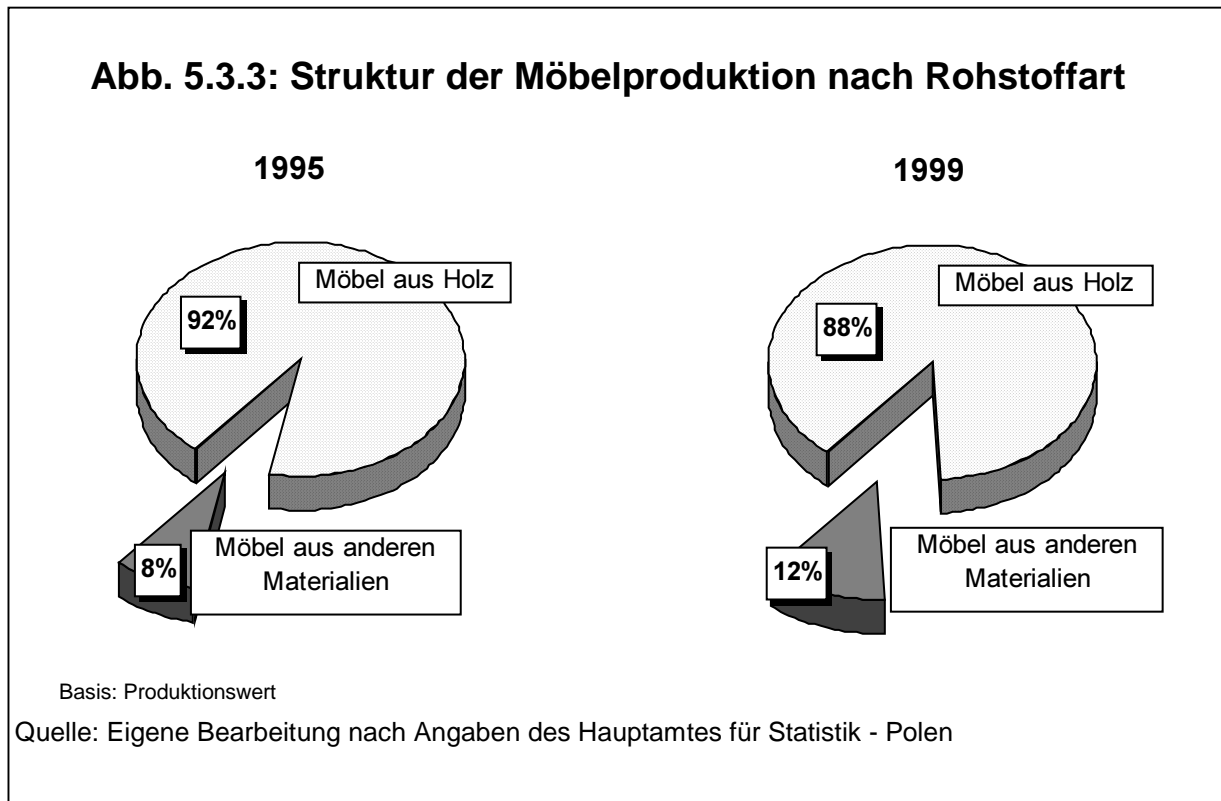 Abb. 5.3.3: Struktur der Möbelproduktion nach Rohstoffart
1995
Möbel aus Holz
92%
8%
Möbel aus anderen
Materialien
1999
Möbel aus Holz
88%
12%
Möbel aus anderen
Materialien
Basis: Produktionswert
Quelle: Eigene Bearbeitung nach Angaben des Hauptamtes für Statistik - Polen